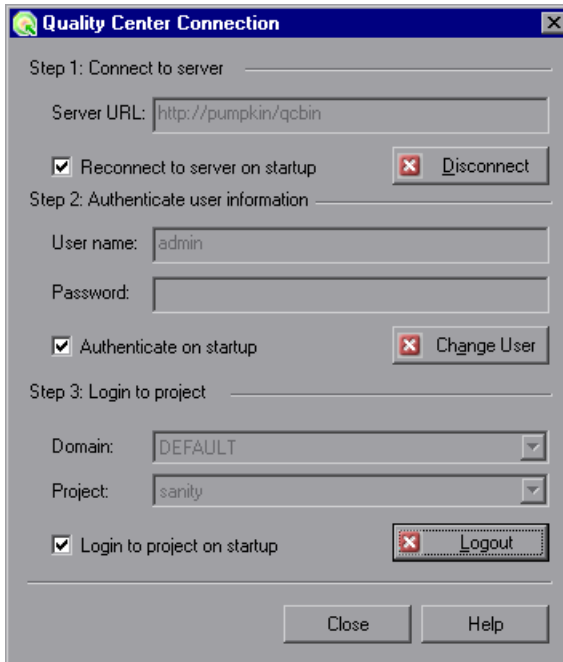 Quality Center Connection
Step 1: Connect to server
Server URL: http://pumpkin/qcbin
Reconnect to server on startup Disconnect
Step 2: Authenticate user information
User name: admin
Password:
Authenticate on startup Change User
Step 3: Login to project
Domain: DEFAULT
Project: sanity
Login to project on startup Logout
Close Help